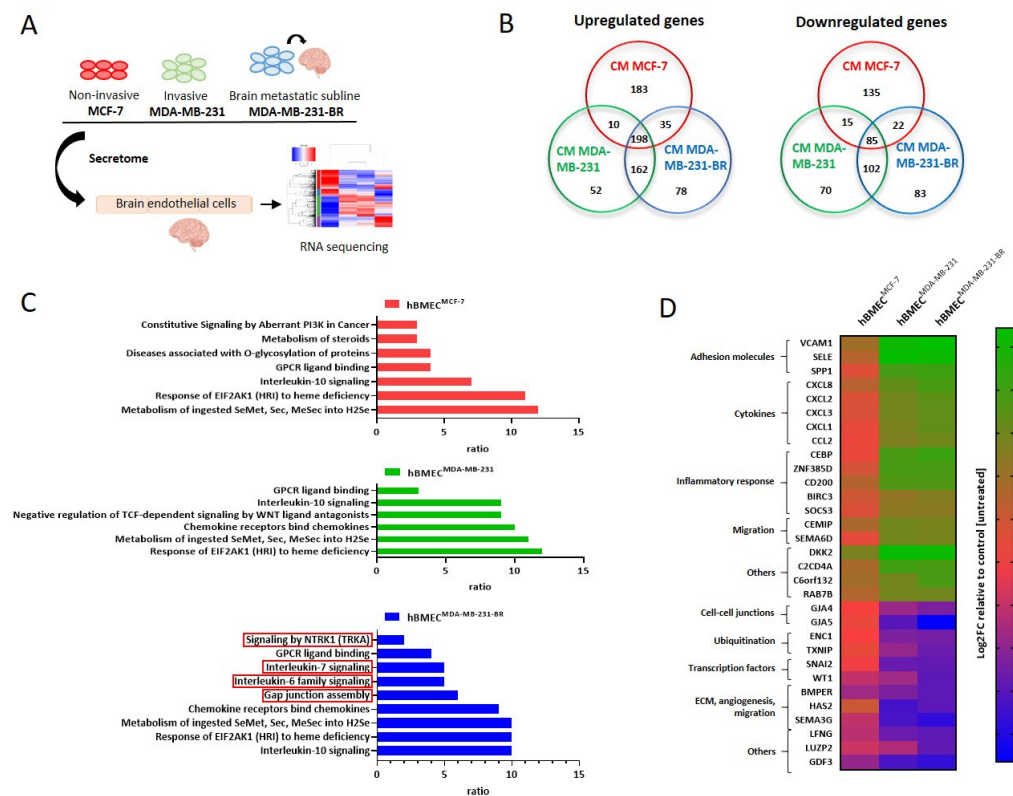 A
Non-invasive
MCF-7
Invasive
MDA-MB-231
Brain metastatic subline
MDA-MB-231-BR
Secretome
Brain endothelial cells
RNA sequencing
B
Upregulated genes
CM MCF-7
183
10
35
198
CM MDA-
MB-231
CM MDA-
MB-231-BR
162
52
78
Downregulated genes
CM MCF-7
135
15
22
85
CM MDA-
MB-231
CM MDA-
MB-231-BR
102
70
83
C
hBMEC^MCF-7
Constitutive Signaling by Aberrant PI3K in Cancer
Metabolism of steroids
Diseases associated with O-glycosylation of proteins
GPCR ligand binding
Interleukin-10 signaling
Response of EIF2AK1 (HRI) to heme deficiency
Metabolism of ingested SeMet, Sec, MeSec into H2Se
0 5 10 15
ratio
hBMEC^MDA-MB-231
GPCR ligand binding
Interleukin-10 signaling
Negative regulation of TCF-dependent signaling by WNT ligand antagonists
Chemokine receptors bind chemokines
Metabolism of ingested SeMet, Sec, MeSec into H2Se
Response of EIF2AK1 (HRI) to heme deficiency
0 5 10 15
ratio
hBMEC^MDA-MB-231-BR
Signaling by NTRK1 (TRKA)
GPCR ligand binding
Interleukin-7 signaling
Interleukin-6 family signaling
Gap junction assembly
Chemokine receptors bind chemokines
Metabolism of ingested SeMet, Sec, MeSec into H2Se
Response of EIF2AK1 (HRI) to heme deficiency
Interleukin-10 signaling
0 5 10 15
ratio
D
hBMEC^MCF-7
hBMEC^MDA-MB-231
hBMEC^MDA-MB-231-BR
Adhesion molecules
VCAM1
SELE
SPP1
Cytokines
CXCL8
CXCL2
CXCL3
CXCL1
CCL2
Inflammatory response
CEBP
ZNF385D
CD200
BIRC3
SOCS3
Migration
CEMIP
SEMA6D
Others
DKK2
C2CD4A
C6orf132
RAB7B
Cell-cell junctions
GJA4
GJA5
Ubiquitination
ENC1
TXNIP
Transcription factors
SNAI2
WT1
ECM, angiogenesis,
migration
BMPER
HAS2
SEMA3G
Others
LFNG
LUZP2
GDF3
Log2FC relative to control [untreated]